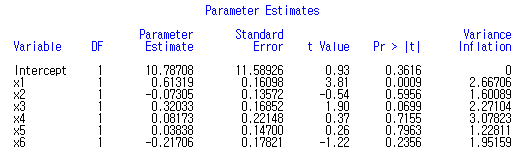 Parameter Estimates
Parameter Standard Variance
Variable DF Estimate Error t Value Pr > |t| Inflation
Intercept 1 10.78708 11.58926 0.93 0.3616 0
x1 1 0.61319 0.16098 3.81 0.0009 2.66706
x2 1 -0.07305 0.13572 -0.54 0.5956 1.60089
x3 1 0.32033 0.16852 1.90 0.0699 2.27104
x4 1 0.08173 0.22148 0.37 0.7155 3.07823
x5 1 0.03838 0.14700 0.26 0.7963 1.22811
x6 1 -0.21706 0.17821 -1.22 0.2356 1.95159